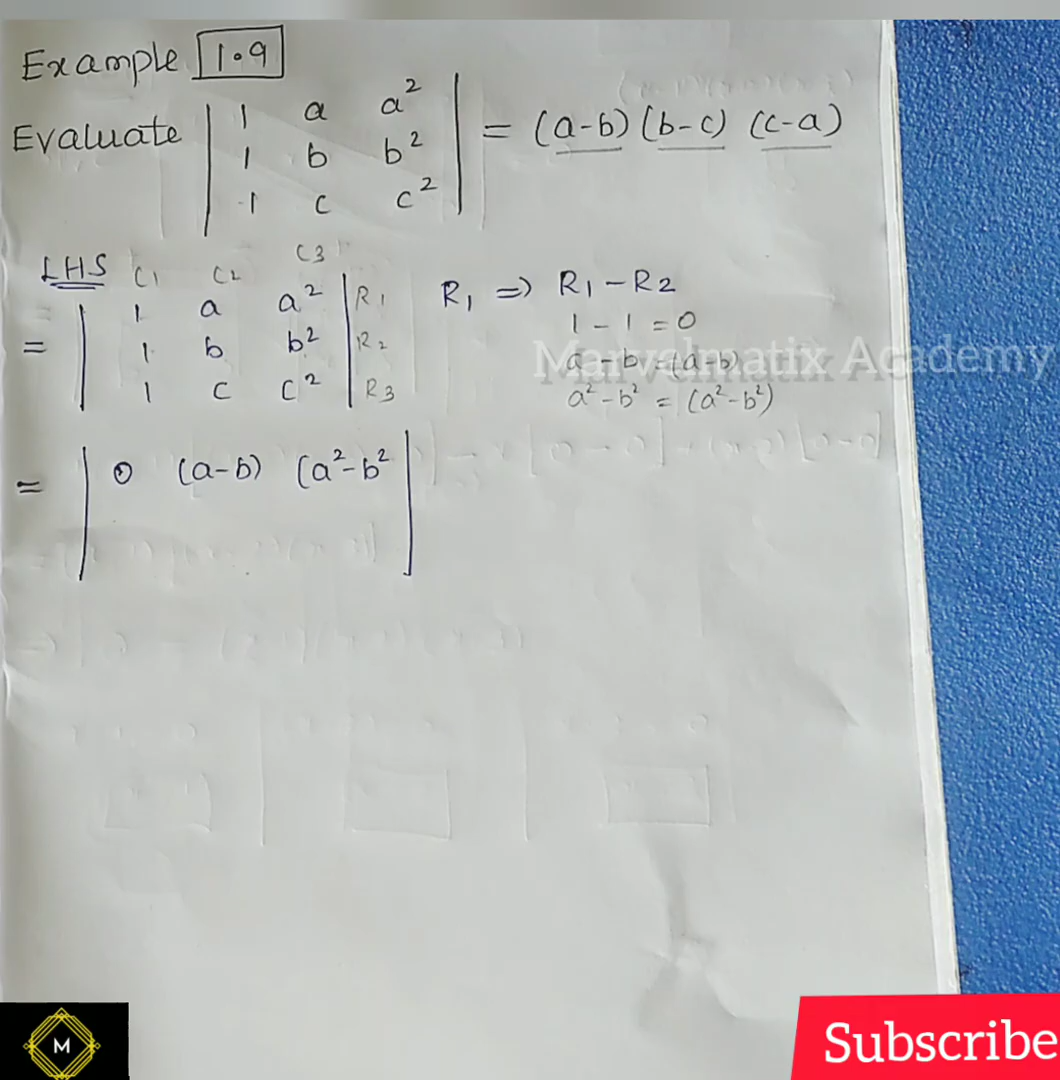 Example 1.9
Evaluate | 1 a a² | = (a-b) (b-c) (c-a)
| 1 b b² |
| 1 c c² |
LHS C1 C2 C3
= | 1 a a² | R1 R1 ⇒ R1 - R2
| 1 b b² | R2 1 - 1 = 0
| 1 c c² | R3 a - b = (a-b)
a² - b² = (a² - b²)
Marvelmatix Academy
= | 0 (a-b) (a²-b² |
M
Subscribe